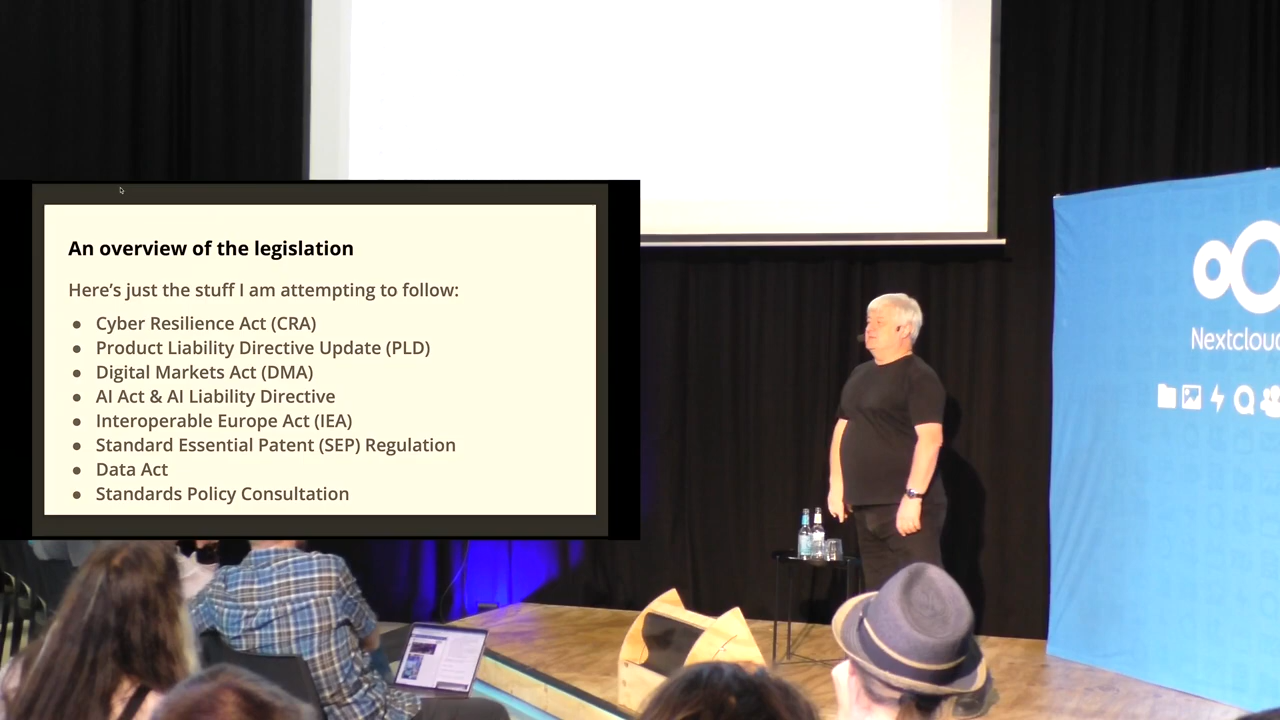 An overview of the legislation
Here's just the stuff I am attempting to follow:
● Cyber Resilience Act (CRA)
● Product Liability Directive Update (PLD)
● Digital Markets Act (DMA)
● AI Act & AI Liability Directive
● Interoperable Europe Act (IEA)
● Standard Essential Patent (SEP) Regulation
● Data Act
● Standards Policy Consultation
Nextcloud